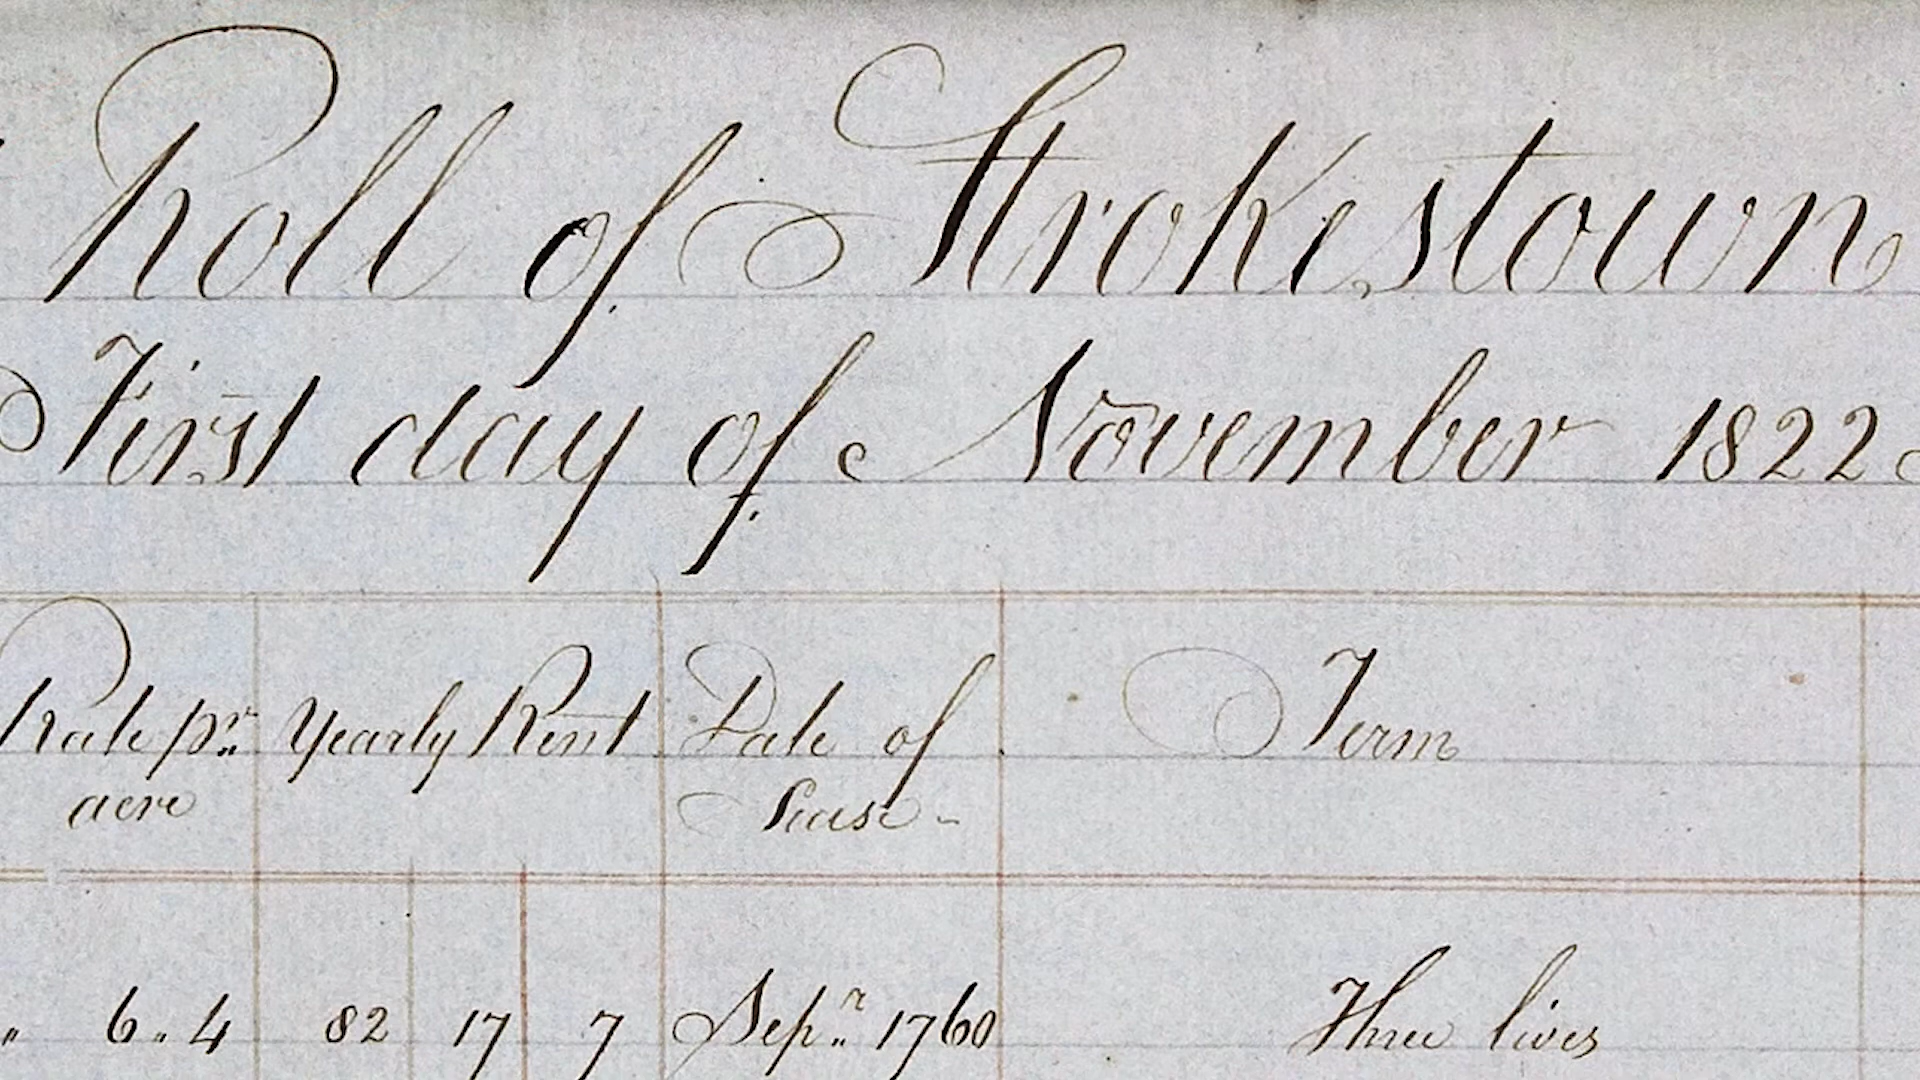 Roll of Strokestown
First day of November 1822
Rate pr. acre Yearly Rent Date of Lease - Term
" 6 .. 4 82 17 7 Sepr. 1760 Three lives